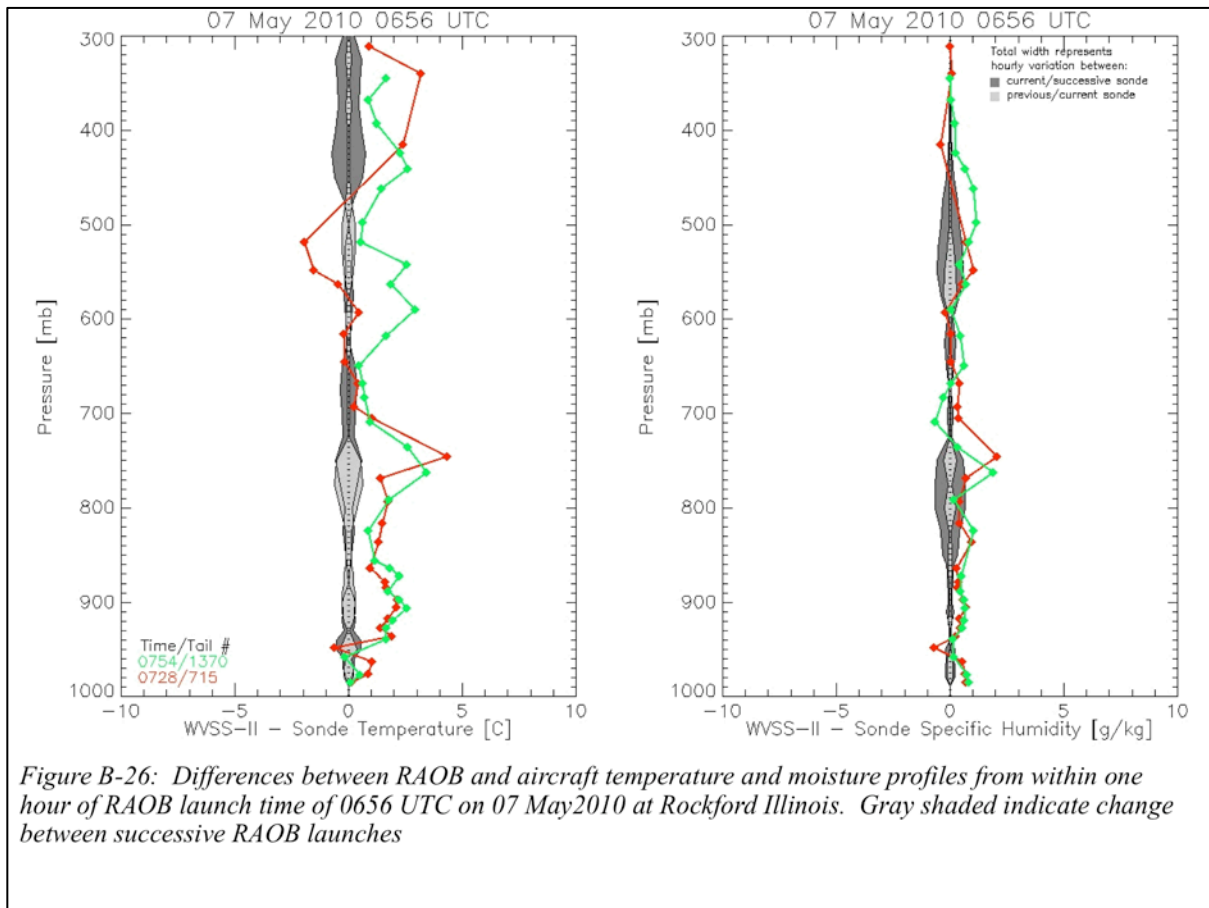 07 May 2010 0656 UTC
300
400
500
600
700
800
900
1000
Pressure [mb]
Time/Tail #
0754/1370
0728/715
-10
-5
0
5
10
WVSS-II - Sonde Temperature [C]
07 May 2010 0656 UTC
300
400
500
600
700
800
900
1000
Pressure [mb]
Total width represents
hourly variation between:
current/successive sonde
previous/current sonde
-10
-5
0
5
10
WVSS-II - Sonde Specific Humidity [g/kg]
Figure B-26: Differences between RAOB and aircraft temperature and moisture profiles from within one
hour of RAOB launch time of 0656 UTC on 07 May2010 at Rockford Illinois. Gray shaded indicate change
between successive RAOB launches